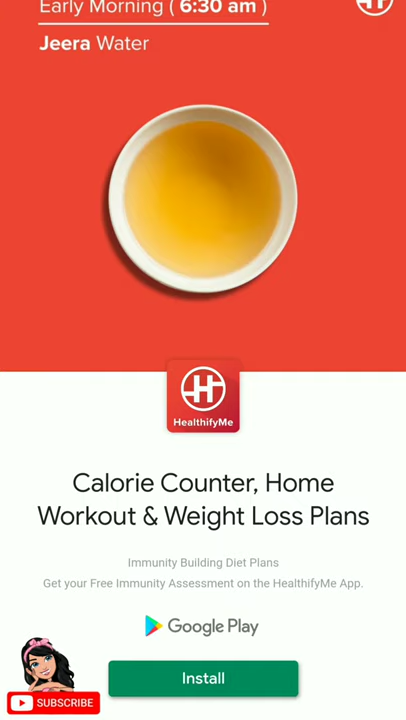 Early Morning ( 6:30 am )
Jeera Water
HealthifyMe
Calorie Counter, Home
Workout & Weight Loss Plans
Immunity Building Diet Plans
Get your Free Immunity Assessment on the HealthifyMe App.
Google Play
Install
SUBSCRIBE